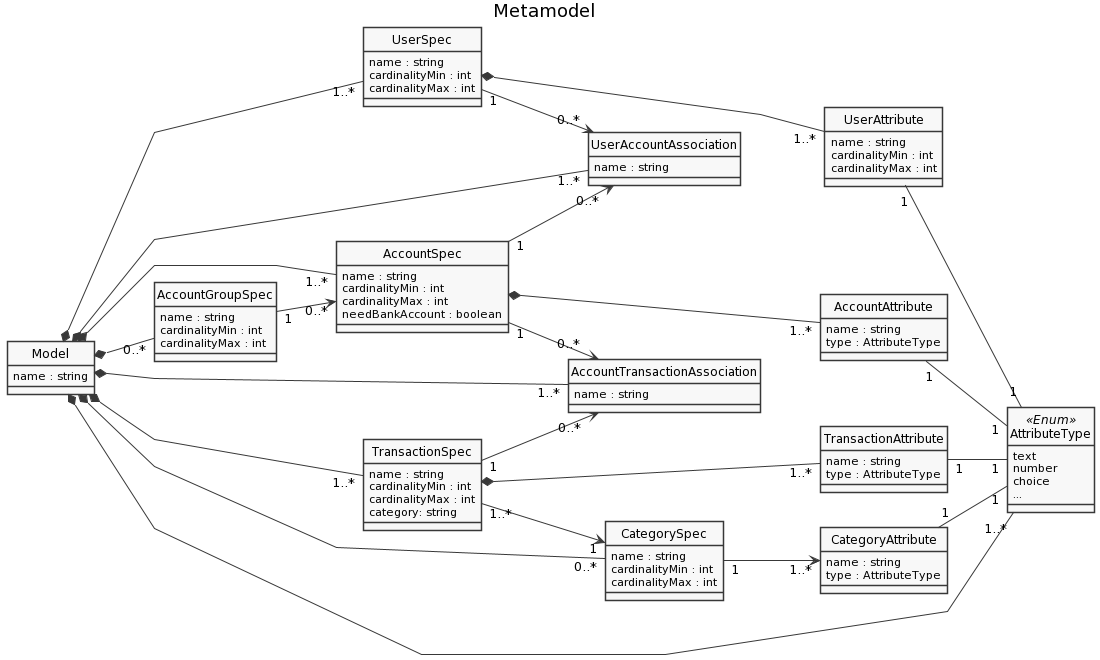 Metamodel
UserSpec
name : string
cardinalityMin : int
cardinalityMax : int
1..*
1
0..*
UserAccountAssociation
name : string
1..*
0..*
UserAttribute
name : string
cardinalityMin : int
cardinalityMax : int
1..*
1
AccountSpec
name : string
cardinalityMin : int
cardinalityMax : int
needBankAccount : boolean
1..*
0..*
1
1
AccountGroupSpec
name : string
cardinalityMin : int
cardinalityMax : int
0..*
1
Model
name : string
AccountAttribute
name : string
type : AttributeType
1..*
1
0..*
AccountTransactionAssociation
name : string
1..*
0..*
«Enum»
AttributeType
text
number
choice
...
1
1
1
1
1..*
TransactionSpec
name : string
cardinalityMin : int
cardinalityMax : int
category: string
1..*
1
1..*
TransactionAttribute
name : string
type : AttributeType
1..*
1
CategorySpec
name : string
cardinalityMin : int
cardinalityMax : int
1
0..*
1
CategoryAttribute
name : string
type : AttributeType
1..*
1